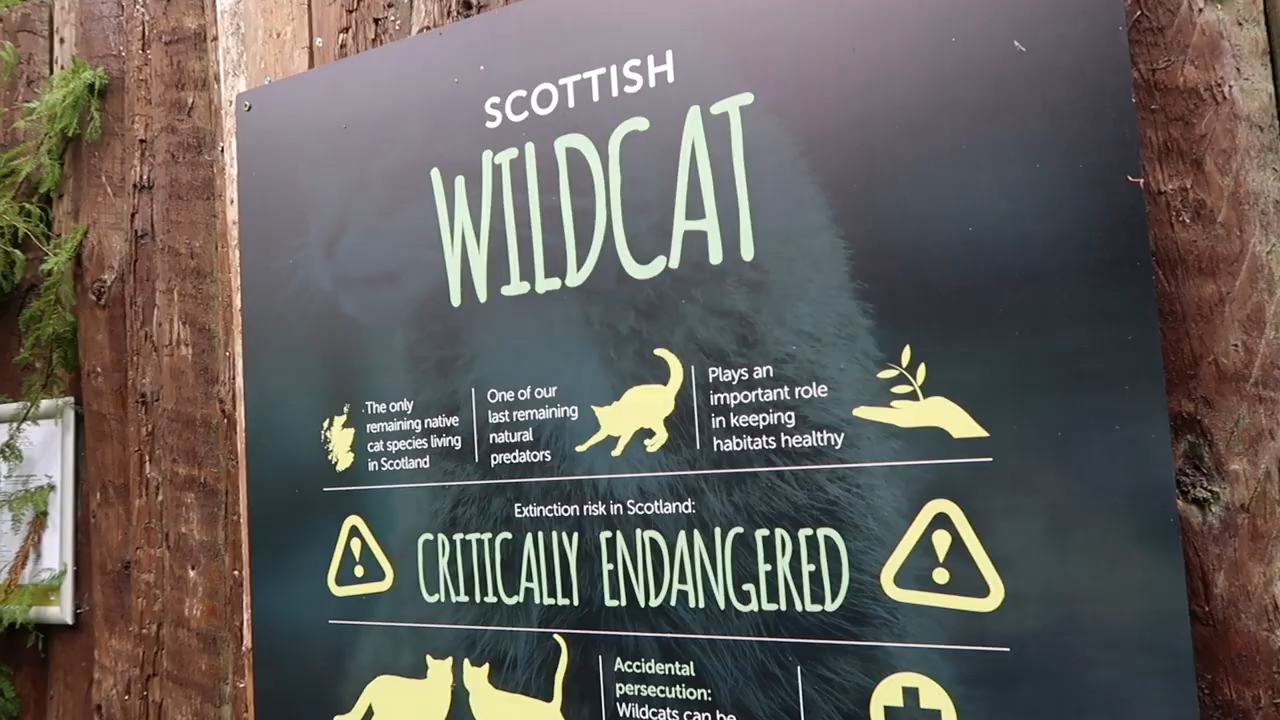 SCOTTISH
WILDCAT
The only
remaining native
cat species living
in Scotland
One of our
last remaining
natural
predators
Plays an
important role
in keeping
habitats healthy
Extinction risk in Scotland:
CRITICALLY ENDANGERED
Accidental
persecution:
Wildcats can be